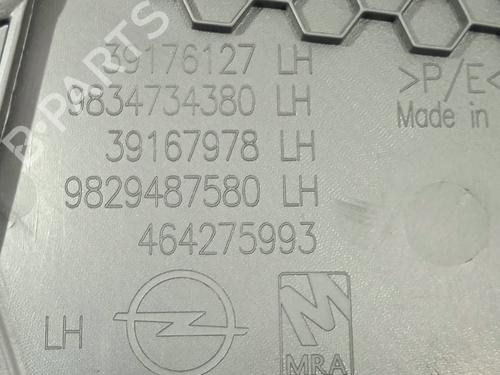 39176127 LH
9834734380 LH
39167978 LH
9829487580 LH
464275993
>P/E<
Made in
LH
MRA
B-PARTS